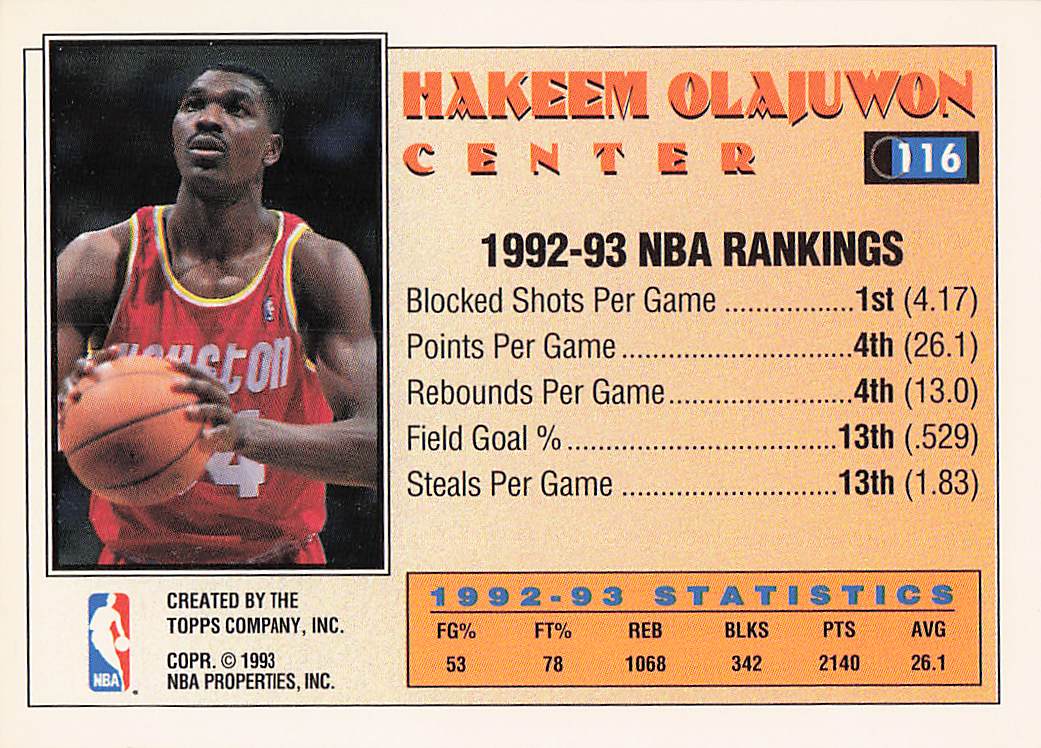 HAKEEM OLAJUWON
CENTER
116
1992-93 NBA RANKINGS
Blocked Shots Per Game ................1st (4.17)
Points Per Game ..............................4th (26.1)
Rebounds Per Game ........................4th (13.0)
Field Goal % ...................................13th (.529)
Steals Per Game ............................13th (1.83)
Houston
4
NBA
CREATED BY THE
TOPPS COMPANY, INC.
COPR. © 1993
NBA PROPERTIES, INC.
1992-93 STATISTICS
FG% FT% REB BLKS PTS AVG
53 78 1068 342 2140 26.1